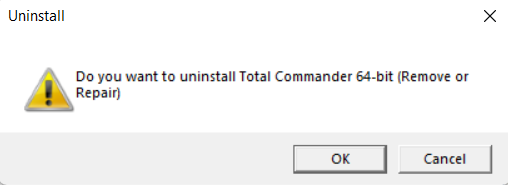 Uninstall
Do you want to uninstall Total Commander 64-bit (Remove or
Repair)
OK
Cancel